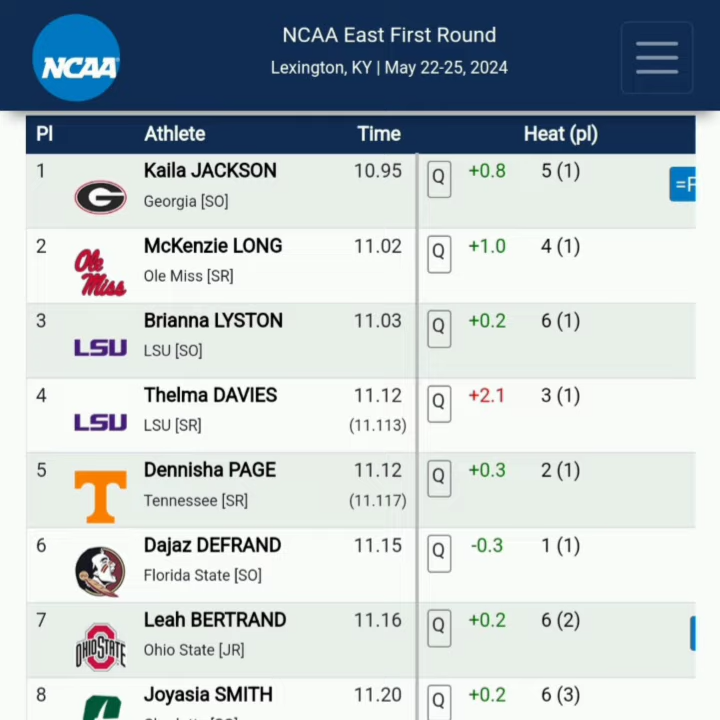 NCAA
NCAA East First Round
Lexington, KY | May 22-25, 2024
Pl Athlete Time Heat (pl)
1 Kaila JACKSON 10.95 Q +0.8 5 (1)
G Georgia [SO]
2 McKenzie LONG 11.02 Q +1.0 4 (1)
Ole Miss Ole Miss [SR]
3 Brianna LYSTON 11.03 Q +0.2 6 (1)
LSU LSU [SO]
4 Thelma DAVIES 11.12 Q +2.1 3 (1)
LSU LSU [SR] (11.113)
5 Dennisha PAGE 11.12 Q +0.3 2 (1)
T Tennessee [SR] (11.117)
6 Dajaz DEFRAND 11.15 Q -0.3 1 (1)
Florida State [SO]
7 Leah BERTRAND 11.16 Q +0.2 6 (2)
OHIO STATE Ohio State [JR]
8 Joyasia SMITH 11.20 Q +0.2 6 (3)